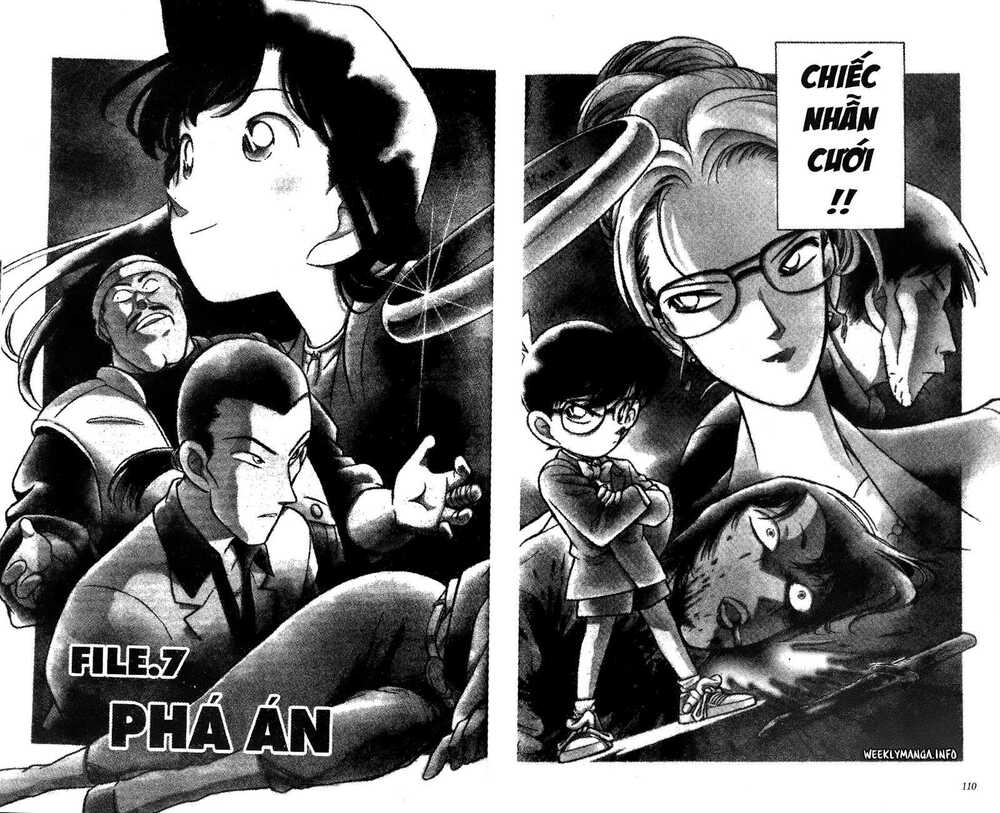 CHIẾC
NHẪN
CƯỚI
!!
FILE.7
PHÁ ÁN
WEEKLYMANGA.INFO
110